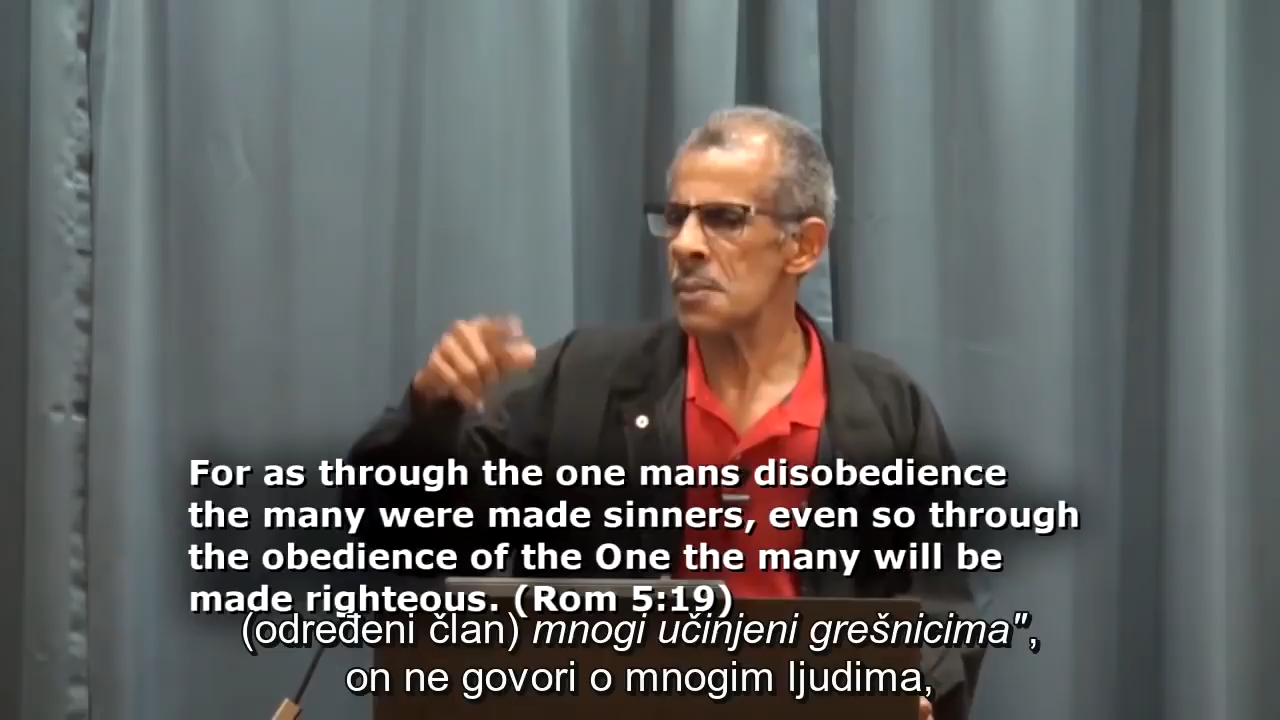 For as through the one mans disobedience
the many were made sinners, even so through
the obedience of the One the many will be
made righteous. (Rom 5:19)
(određeni član) mnogi učinjeni grešnicima",
on ne govori o mnogim ljudima,